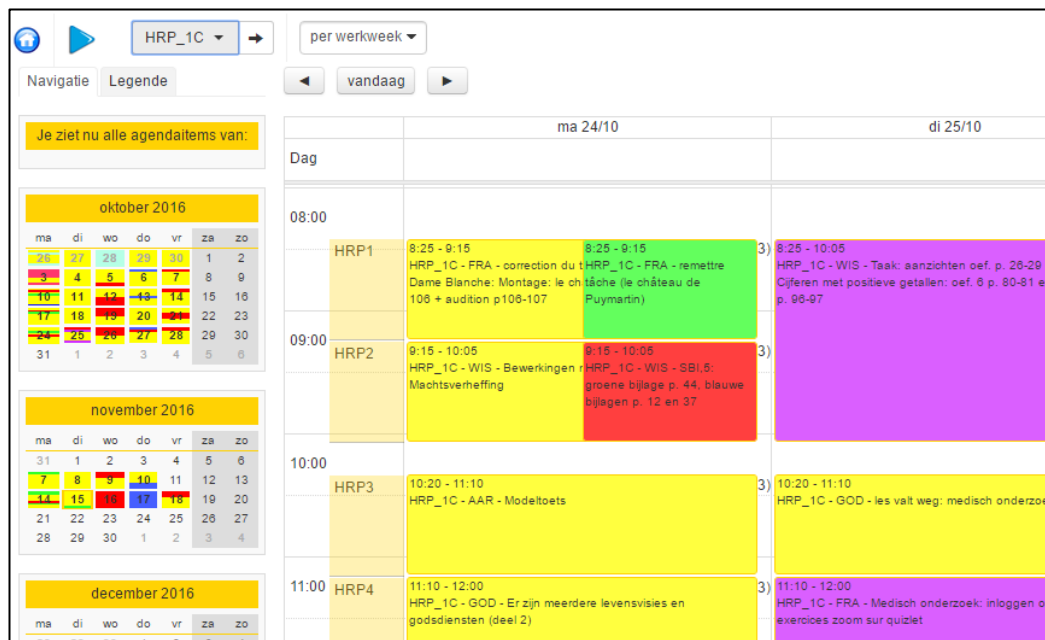 HRP_1C
per werkweek
Navigatie Legende
vandaag
Je ziet nu alle agendaitems van:
oktober 2016
ma di wo do vr za zo
26 27 28 29 30 1 2
3 4 5 6 7 8 9
10 11 12 13 14 15 16
17 18 19 20 21 22 23
24 25 26 27 28 29 30
31 1 2 3 4 5 6
november 2016
ma di wo do vr za zo
31 1 2 3 4 5 6
7 8 9 10 11 12 13
14 15 16 17 18 19 20
21 22 23 24 25 26 27
28 29 30 1 2 3 4
december 2016
ma di wo do vr za zo
ma 24/10 di 25/10
Dag
08:00
HRP1
8:25 - 9:15
HRP_1C - FRA - correction du t
Dame Blanche: Montage: le ch
106 + audition p106-107
8:25 - 9:15
HRP_1C - FRA - remettre
tâche (le château de
Puymartin)
3)
8:25 - 10:05
HRP_1C - WIS - Taak: aanzichten oef. p. 26-29
Cijferen met positieve getallen: oef. 6 p. 80-81 e
p. 96-97
09:00
HRP2
9:15 - 10:05
HRP_1C - WIS - Bewerkingen
Machtsverheffing
9:15 - 10:05
HRP_1C - WIS - SBI,5:
groene bijlage p. 44, blauwe
bijlagen p. 12 en 37
3)
10:00
HRP3
10:20 - 11:10
HRP_1C - AAR - Modeltoets
3)
10:20 - 11:10
HRP_1C - GOD - les valt weg: medisch onderzoe
11:00
HRP4
11:10 - 12:00
HRP_1C - GOD - Er zijn meerdere levensvisies en
godsdiensten (deel 2)
3)
11:10 - 12:00
HRP_1C - FRA - Medisch onderzoek: inloggen o
exercices zoom sur quizlet